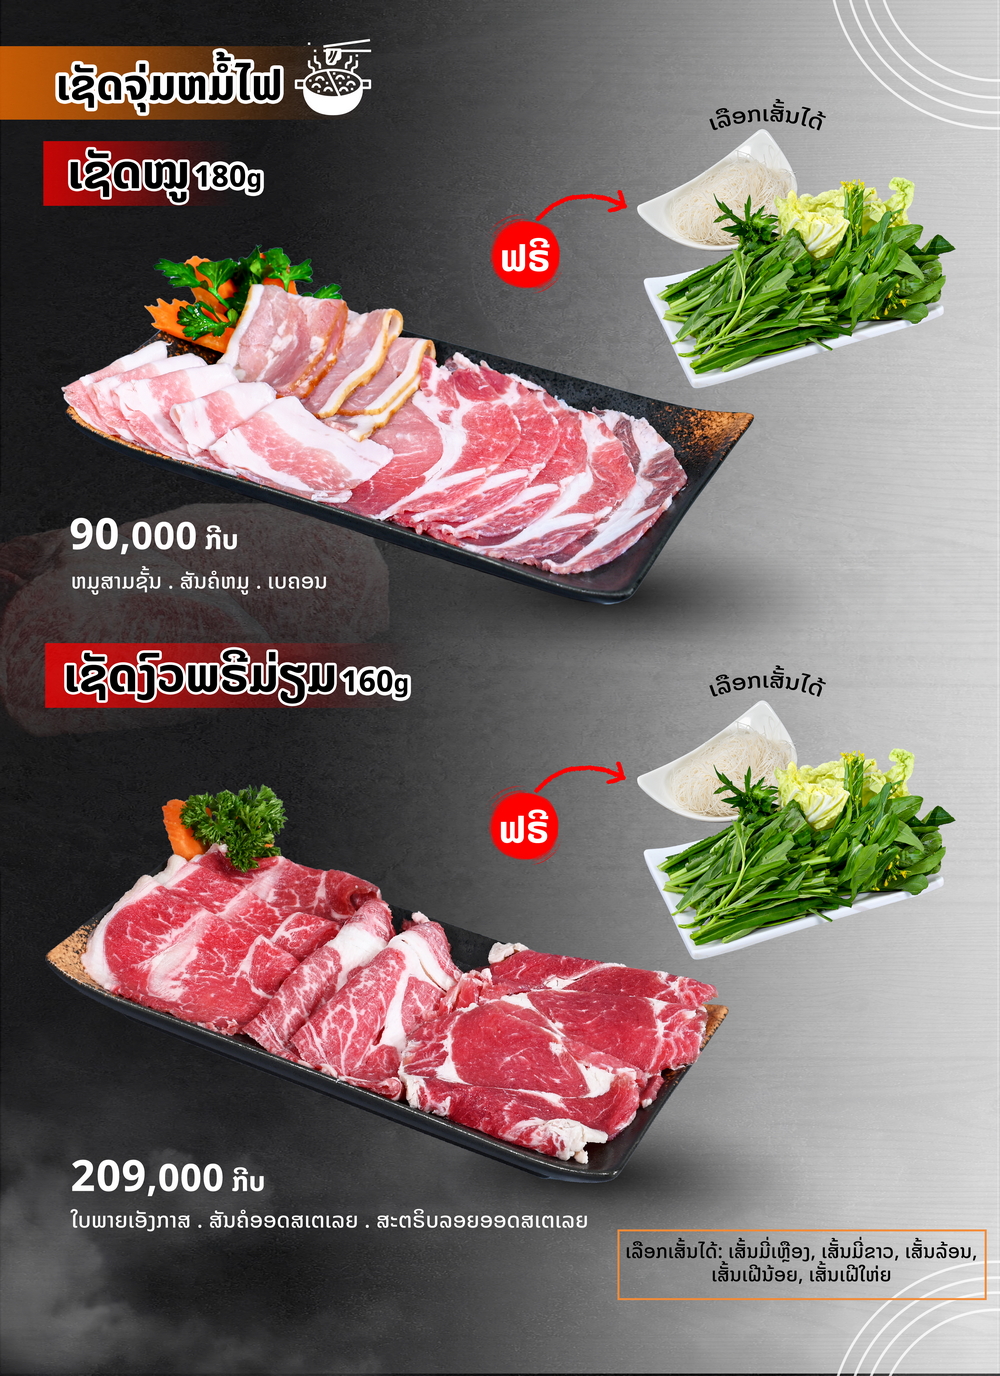 ເຊັດຈຸ່ມຫມໍ້ໄຟ
ເຊັດໝູ 180g
ເລືອກເສັ້ນໄດ້
ຟຣີ
90,000 ກີບ
ຫມູສາມຊັ້ນ . ສັນຄໍຫມູ . ເບຄອນ
ເຊັດງົວພຣີມ່ຽມ 160g
ເລືອກເສັ້ນໄດ້
ຟຣີ
209,000 ກີບ
ໃບພາຍເອັງກາສ . ສັນຄໍອອດສເຕເລຍ . ສະຕຣິບລອຍອອດສເຕເລຍ
ເລືອກເສັ້ນໄດ້: ເສັ້ນມີ່ເຫຼືອງ, ເສັ້ນມີ່ຂາວ, ເສັ້ນລ້ອນ,
ເສັ້ນເຝີນ້ອຍ, ເສັ້ນເຝີໃຫ່ຍ